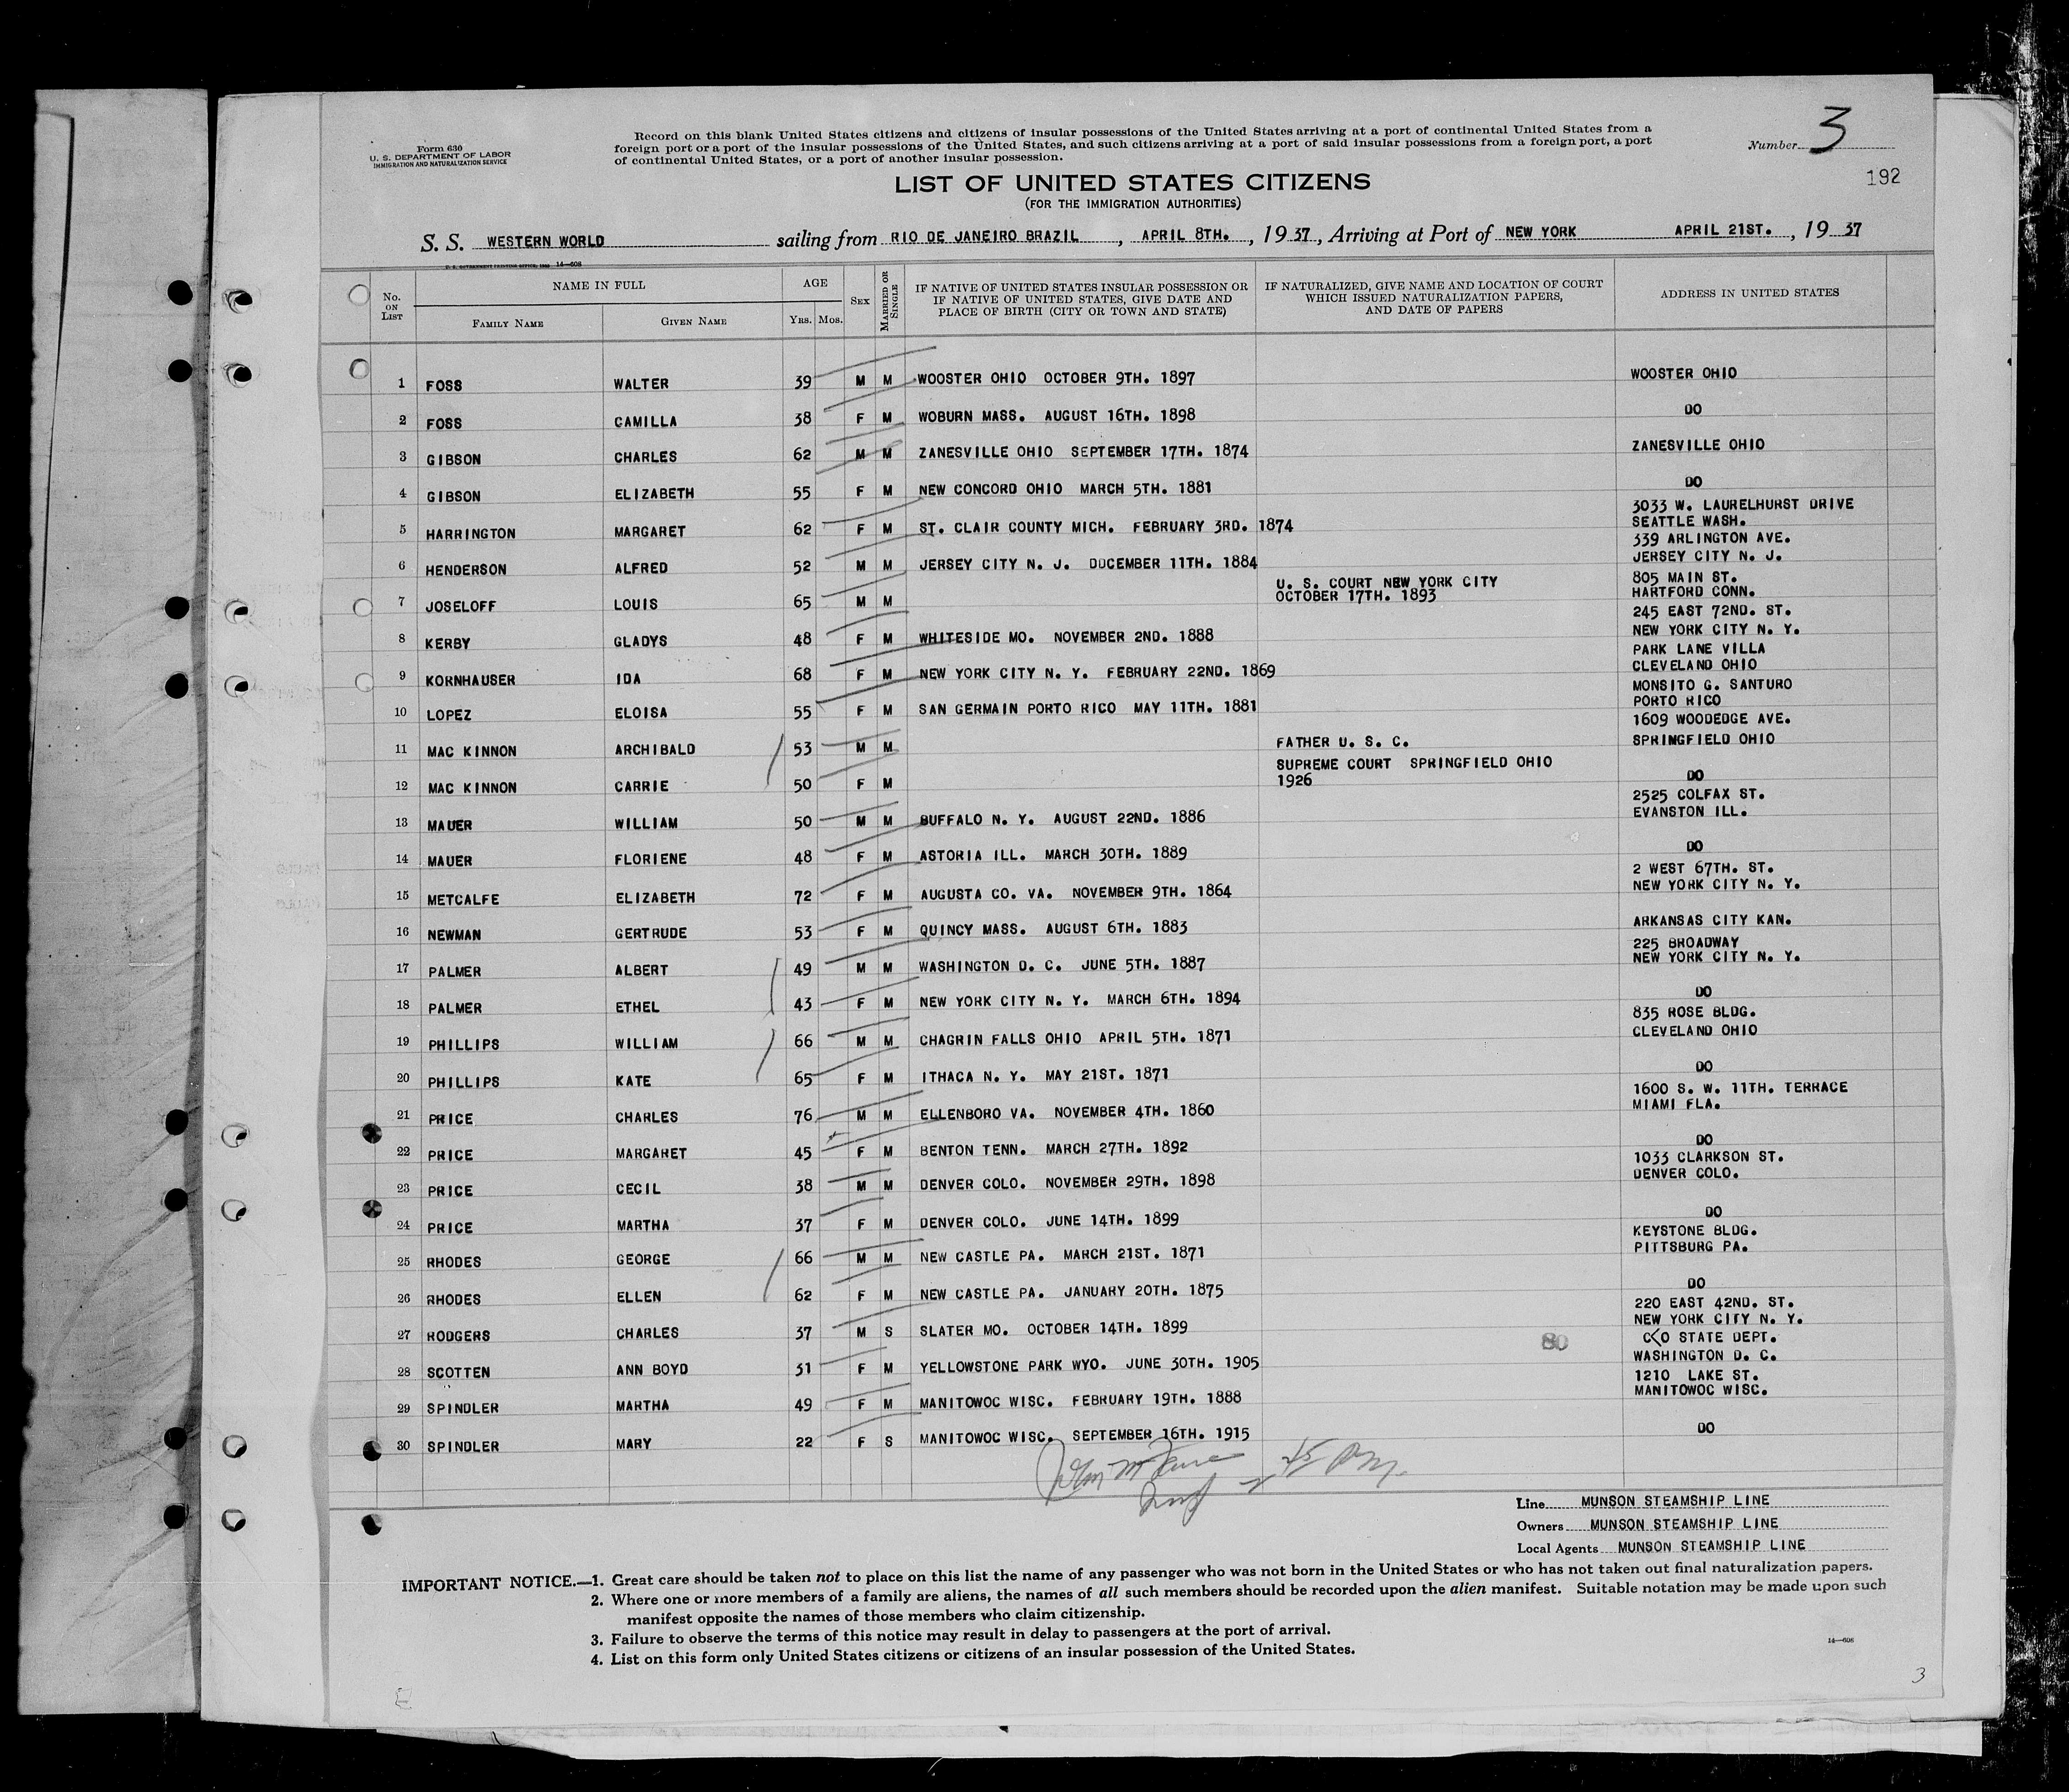 Form 630
U. S. DEPARTMENT OF LABOR
IMMIGRATION AND NATURALIZATION SERVICE
Record on this blank United States citizens and citizens of insular possessions of the United States arriving at a port of continental United States from a
foreign port or a port of the insular possessions of the United States, and such citizens arriving at a port of said insular possessions from a foreign port, a port
of continental United States, or a port of another insular possession.
Number 3
192
LIST OF UNITED STATES CITIZENS
(FOR THE IMMIGRATION AUTHORITIES)
S. S. WESTERN WORLD sailing from RIO DE JANEIRO BRAZIL, APRIL 8TH., 1937, Arriving at Port of NEW YORK APRIL 21ST., 1937
U. S. GOVERNMENT PRINTING OFFICE 14—608
No. ON LIST
NAME IN FULL
FAMILY NAME
GIVEN NAME
AGE
YRS. MOS.
SEX
MARRIED OR SINGLE
IF NATIVE OF UNITED STATES INSULAR POSSESSION OR
IF NATIVE OF UNITED STATES, GIVE DATE AND
PLACE OF BIRTH (CITY OR TOWN AND STATE)
IF NATURALIZED, GIVE NAME AND LOCATION OF COURT
WHICH ISSUED NATURALIZATION PAPERS,
AND DATE OF PAPERS
ADDRESS IN UNITED STATES
1 FOSS WALTER 39 M M WOOSTER OHIO OCTOBER 9TH. 1897 WOOSTER OHIO
2 FOSS CAMILLA 38 F M WOBURN MASS. AUGUST 16TH. 1898 DO
3 GIBSON CHARLES 62 M M ZANESVILLE OHIO SEPTEMBER 17TH. 1874 ZANESVILLE OHIO
4 GIBSON ELIZABETH 55 F M NEW CONCORD OHIO MARCH 5TH. 1881 DO
5 HARRINGTON MARGARET 62 F M ST. CLAIR COUNTY MICH. FEBRUARY 3RD. 1874 3033 W. LAURELHURST DRIVE
SEATTLE WASH.
6 HENDERSON ALFRED 52 M M JERSEY CITY N. J. DDCEMBER 11TH. 1884 339 ARLINGTON AVE.
JERSEY CITY N. J.
7 JOSELOFF LOUIS 65 M M U. S. COURT NEW YORK CITY
OCTOBER 17TH. 1893 805 MAIN ST.
HARTFORD CONN.
8 KERBY GLADYS 48 F M WHITESIDE MO. NOVEMBER 2ND. 1888 245 EAST 72ND. ST.
NEW YORK CITY N. Y.
9 KORNHAUSER IDA 68 F M NEW YORK CITY N. Y. FEBRUARY 22ND. 1869 PARK LANE VILLA
CLEVELAND OHIO
10 LOPEZ ELOISA 55 F M SAN GERMAIN PORTO RICO MAY 11TH. 1881 MONSITO G. SANTURO
PORTO RICO
11 MAC KINNON ARCHIBALD 53 M M FATHER U. S. C. 1609 WOODEDGE AVE.
SPRINGFIELD OHIO
12 MAC KINNON CARRIE 50 F M SUPREME COURT SPRINGFIELD OHIO
1926 DO
13 MAUER WILLIAM 50 M M BUFFALO N. Y. AUGUST 22ND. 1886 2525 COLFAX ST.
EVANSTON ILL.
14 MAUER FLORIENE 48 F M ASTORIA ILL. MARCH 30TH. 1889 DO
15 METCALFE ELIZABETH 72 F M AUGUSTA CO. VA. NOVEMBER 9TH. 1864 2 WEST 67TH. ST.
NEW YORK CITY N. Y.
16 NEWMAN GERTRUDE 53 F M QUINCY MASS. AUGUST 6TH. 1883 ARKANSAS CITY KAN.
17 PALMER ALBERT 49 M M WASHINGTON D. C. JUNE 5TH. 1887 225 BROADWAY
NEW YORK CITY N. Y.
18 PALMER ETHEL 43 F M NEW YORK CITY N. Y. MARCH 6TH. 1894 DO
19 PHILLIPS WILLIAM 66 M M CHAGRIN FALLS OHIO APRIL 5TH. 1871 835 ROSE BLDG.
CLEVELAND OHIO
20 PHILLIPS KATE 65 F M ITHACA N. Y. MAY 21ST. 1871 DO
21 PRICE CHARLES 76 M M ELLENBORO VA. NOVEMBER 4TH. 1860 1600 S. W. 11TH. TERRACE
MIAMI FLA.
22 PRICE MARGARET 45 F M BENTON TENN. MARCH 27TH. 1892 DO
23 PRICE CECIL 38 M M DENVER COLO. NOVEMBER 29TH. 1898 1033 CLARKSON ST.
DENVER COLO.
24 PRICE MARTHA 37 F M DENVER COLO. JUNE 14TH. 1899 DO
25 RHODES GEORGE 66 M M NEW CASTLE PA. MARCH 21ST. 1871 KEYSTONE BLDG.
PITTSBURG PA.
26 RHODES ELLEN 62 F M NEW CASTLE PA. JANUARY 20TH. 1875 DO
27 RODGERS CHARLES 37 M S SLATER MO. OCTOBER 14TH. 1899 220 EAST 42ND. ST.
NEW YORK CITY N. Y.
28 SCOTTEN ANN BOYD 31 F M YELLOWSTONE PARK WYO. JUNE 30TH. 1905 80 C<O STATE DEPT.
WASHINGTON D. C.
29 SPINDLER MARTHA 49 F M MANITOWOC WISC. FEBRUARY 19TH. 1888 1210 LAKE ST.
MANITOWOC WISC.
30 SPINDLER MARY 22 F S MANITOWOC WISC. SEPTEMBER 16TH. 1915 DO
Line MUNSON STEAMSHIP LINE
Owners MUNSON STEAMSHIP LINE
Local Agents MUNSON STEAMSHIP LINE
IMPORTANT NOTICE.—1. Great care should be taken not to place on this list the name of any passenger who was not born in the United States or who has not taken out final naturalization papers.
2. Where one or more members of a family are aliens, the names of all such members should be recorded upon the alien manifest. Suitable notation may be made upon such
manifest opposite the names of those members who claim citizenship.
3. Failure to observe the terms of this notice may result in delay to passengers at the port of arrival.
4. List on this form only United States citizens or citizens of an insular possession of the United States.
14—608
3